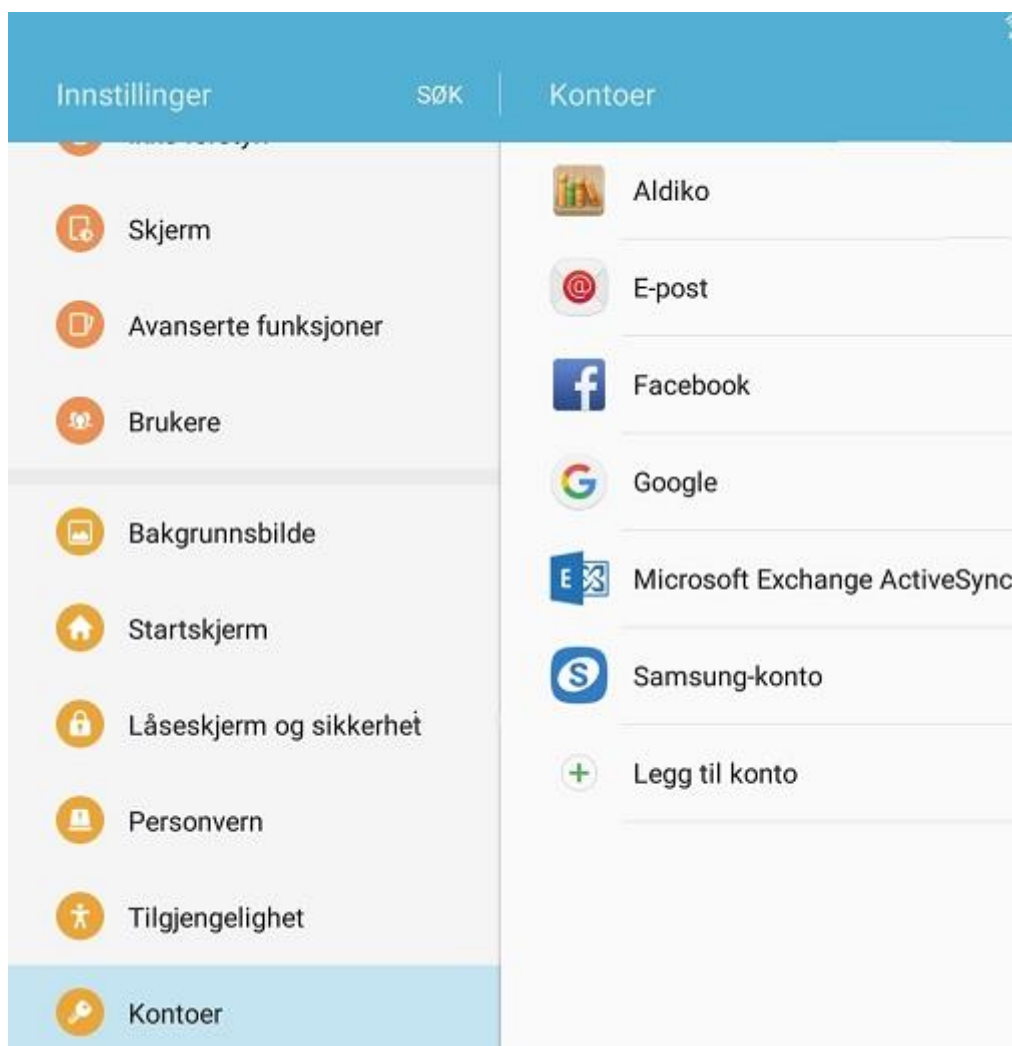 Innstillinger
SØK
Kontoer
Skjerm
Avanserte funksjoner
Brukere
Bakgrunnsbilde
Startskjerm
Låseskjerm og sikkerhet
Personvern
Tilgjengelighet
Kontoer
Aldiko
E-post
Facebook
Google
Microsoft Exchange ActiveSync
Samsung-konto
Legg til konto